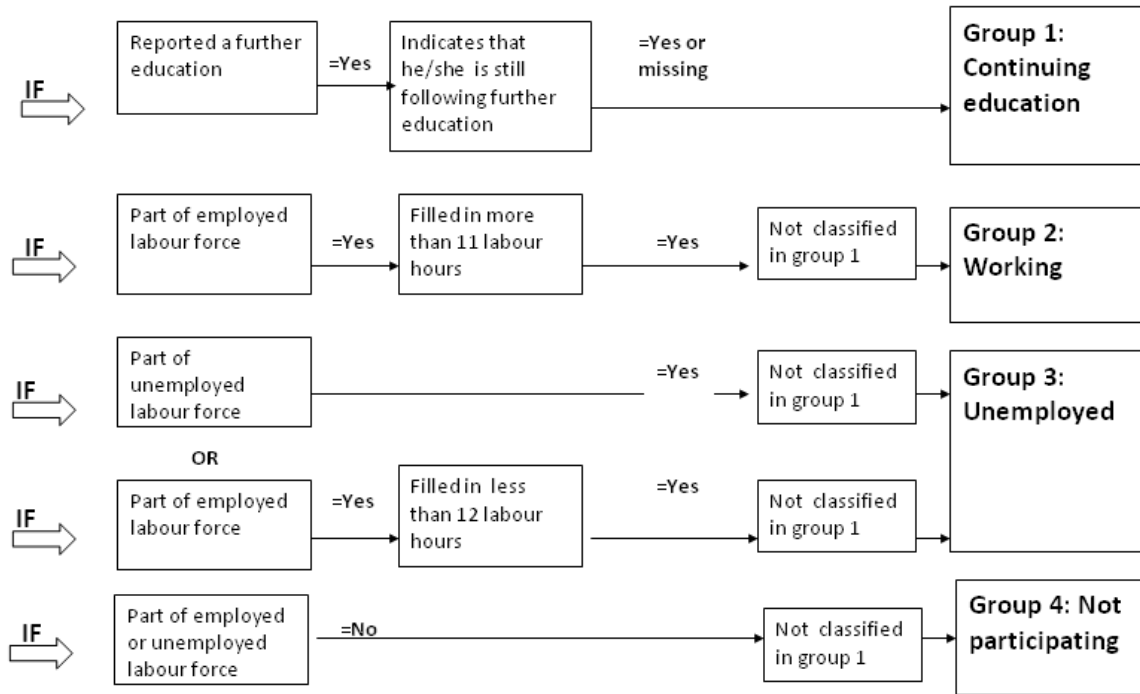 IF
Reported a further
education
=Yes
Indicates that
he/she is still
following further
education
=Yes or
missing
Group 1:
Continuing
education
IF
Part of employed
labour force
=Yes
Filled in more
than 11 labour
hours
=Yes
Not classified
in group 1
Group 2:
Working
IF
Part of
unemployed
labour force
=Yes
Not classified
in group 1
Group 3:
Unemployed
OR
IF
Part of employed
labour force
=Yes
Filled in less
than 12 labour
hours
=Yes
Not classified
in group 1
IF
Part of employed
or unemployed
labour force
=No
Not classified
in group 1
Group 4: Not
participating